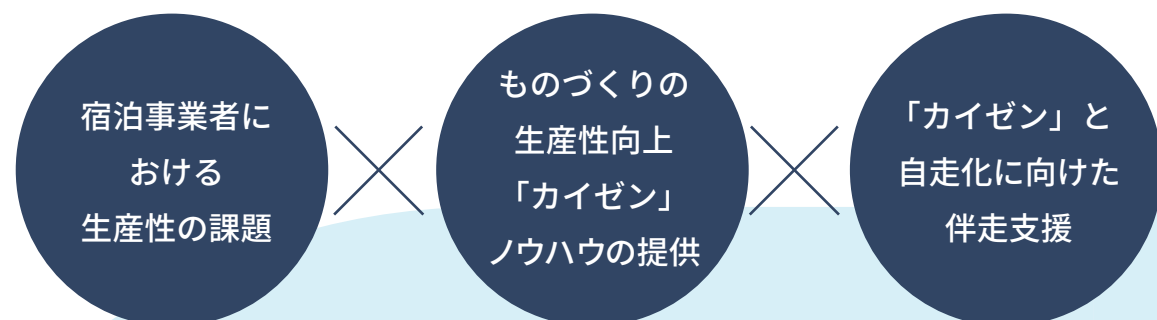 宿泊事業者に
おける
生産性の課題
ものづくりの
生産性向上
「カイゼン」
ノウハウの提供
「カイゼン」と
自走化に向けた
伴走支援